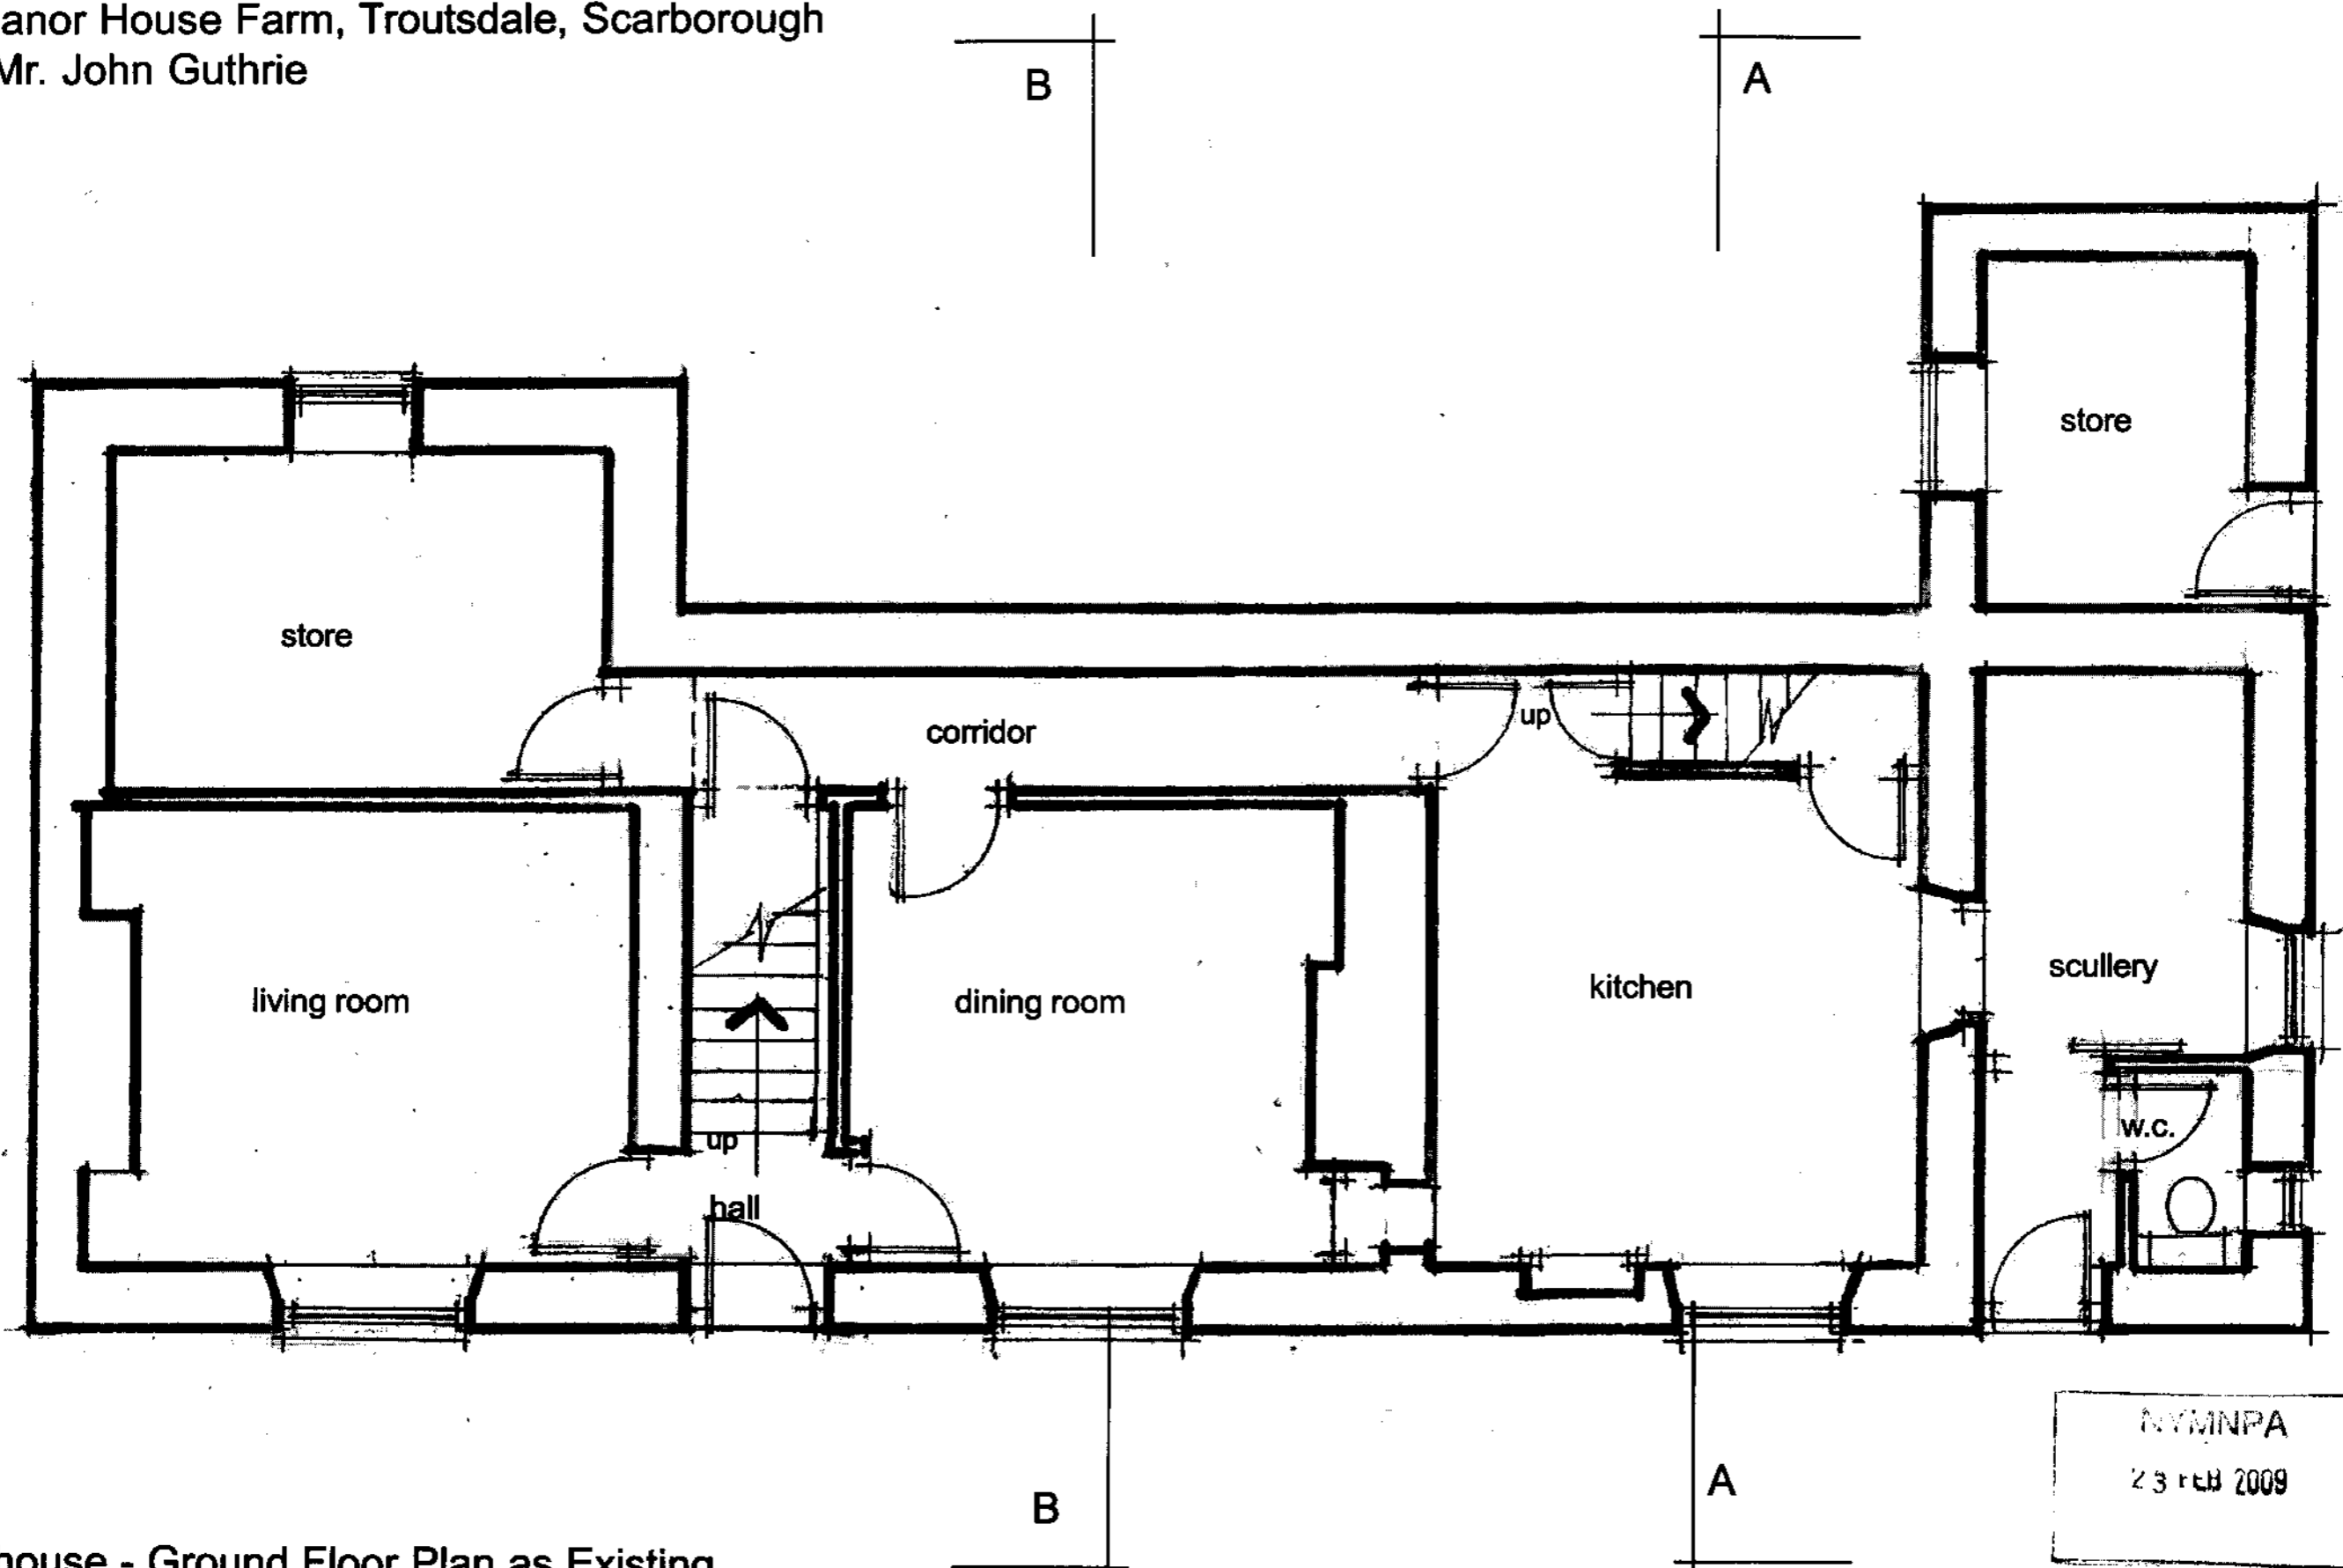 anor House Farm, Troutsdale, Scarborough
Mr. John Guthrie
B
A
store
store
corridor
up
living room
dining room
kitchen
scullery
up
w.c.
hall
NYMNPA
23 FEB 2009
A
B
house - Ground Floor Plan as Existing